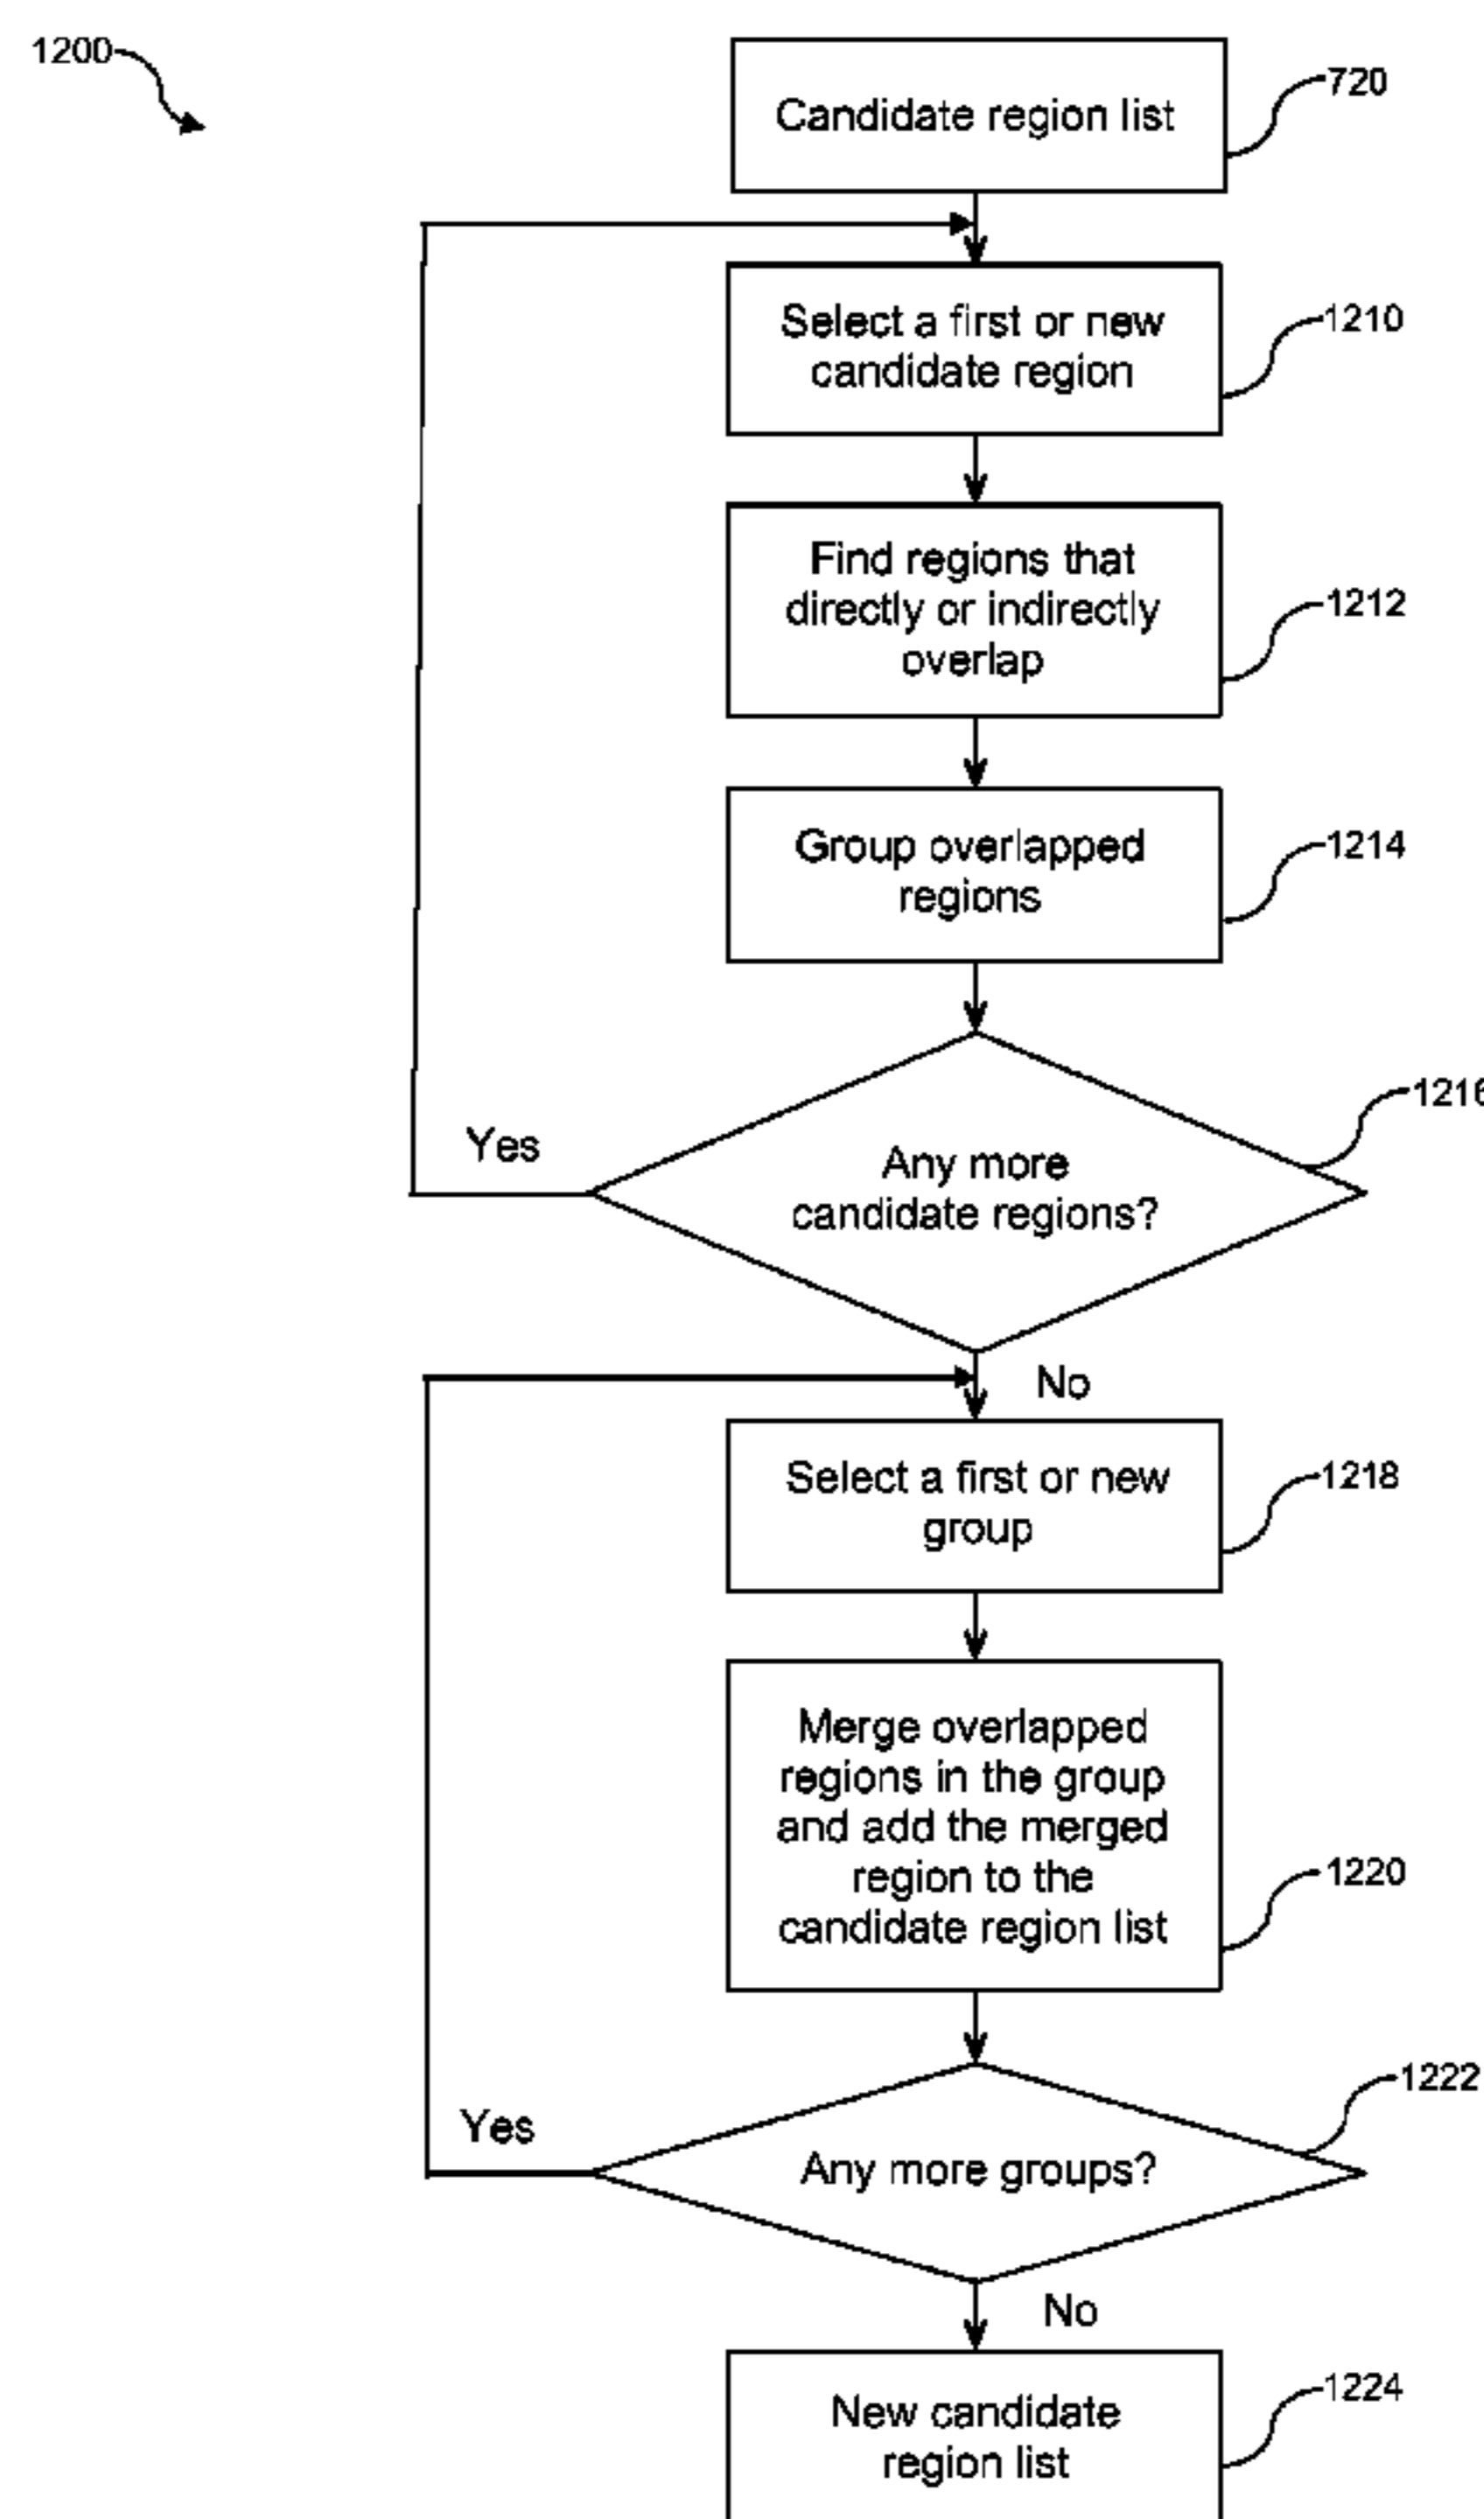 1200
Candidate region list
720
Select a first or new
candidate region
1210
Find regions that
directly or indirectly
overlap
1212
Group overlapped
regions
1214
Any more
candidate regions?
1216
Yes
No
Select a first or new
group
1218
Merge overlapped
regions in the group
and add the merged
region to the
candidate region list
1220
Any more groups?
1222
Yes
No
New candidate
region list
1224